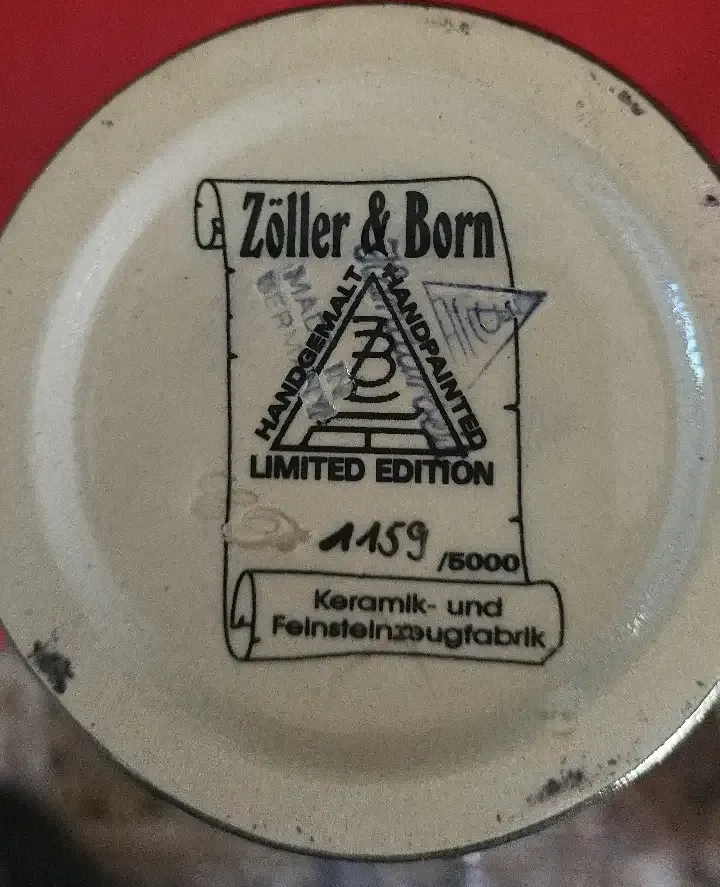 Zöller & Born
HANDGEMALT
HANDPAINTED
LIMITED EDITION
1159 /5000
Keramik- und
Feinsteinzeugfabrik